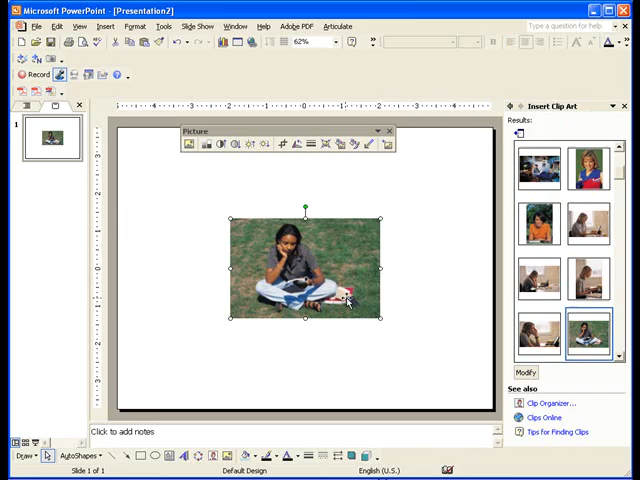 Microsoft PowerPoint - [Presentation2]
File Edit View Insert Format Tools Slide Show Window Help Adobe PDF Articulate
Type a question for help
62%
Record
Insert Clip Art
Results:
1
Picture
Modify
See also
Clip Organizer...
Clips Online
Tips for Finding Clips
Click to add notes
Draw AutoShapes
Slide 1 of 1 Default Design English (U.S.)